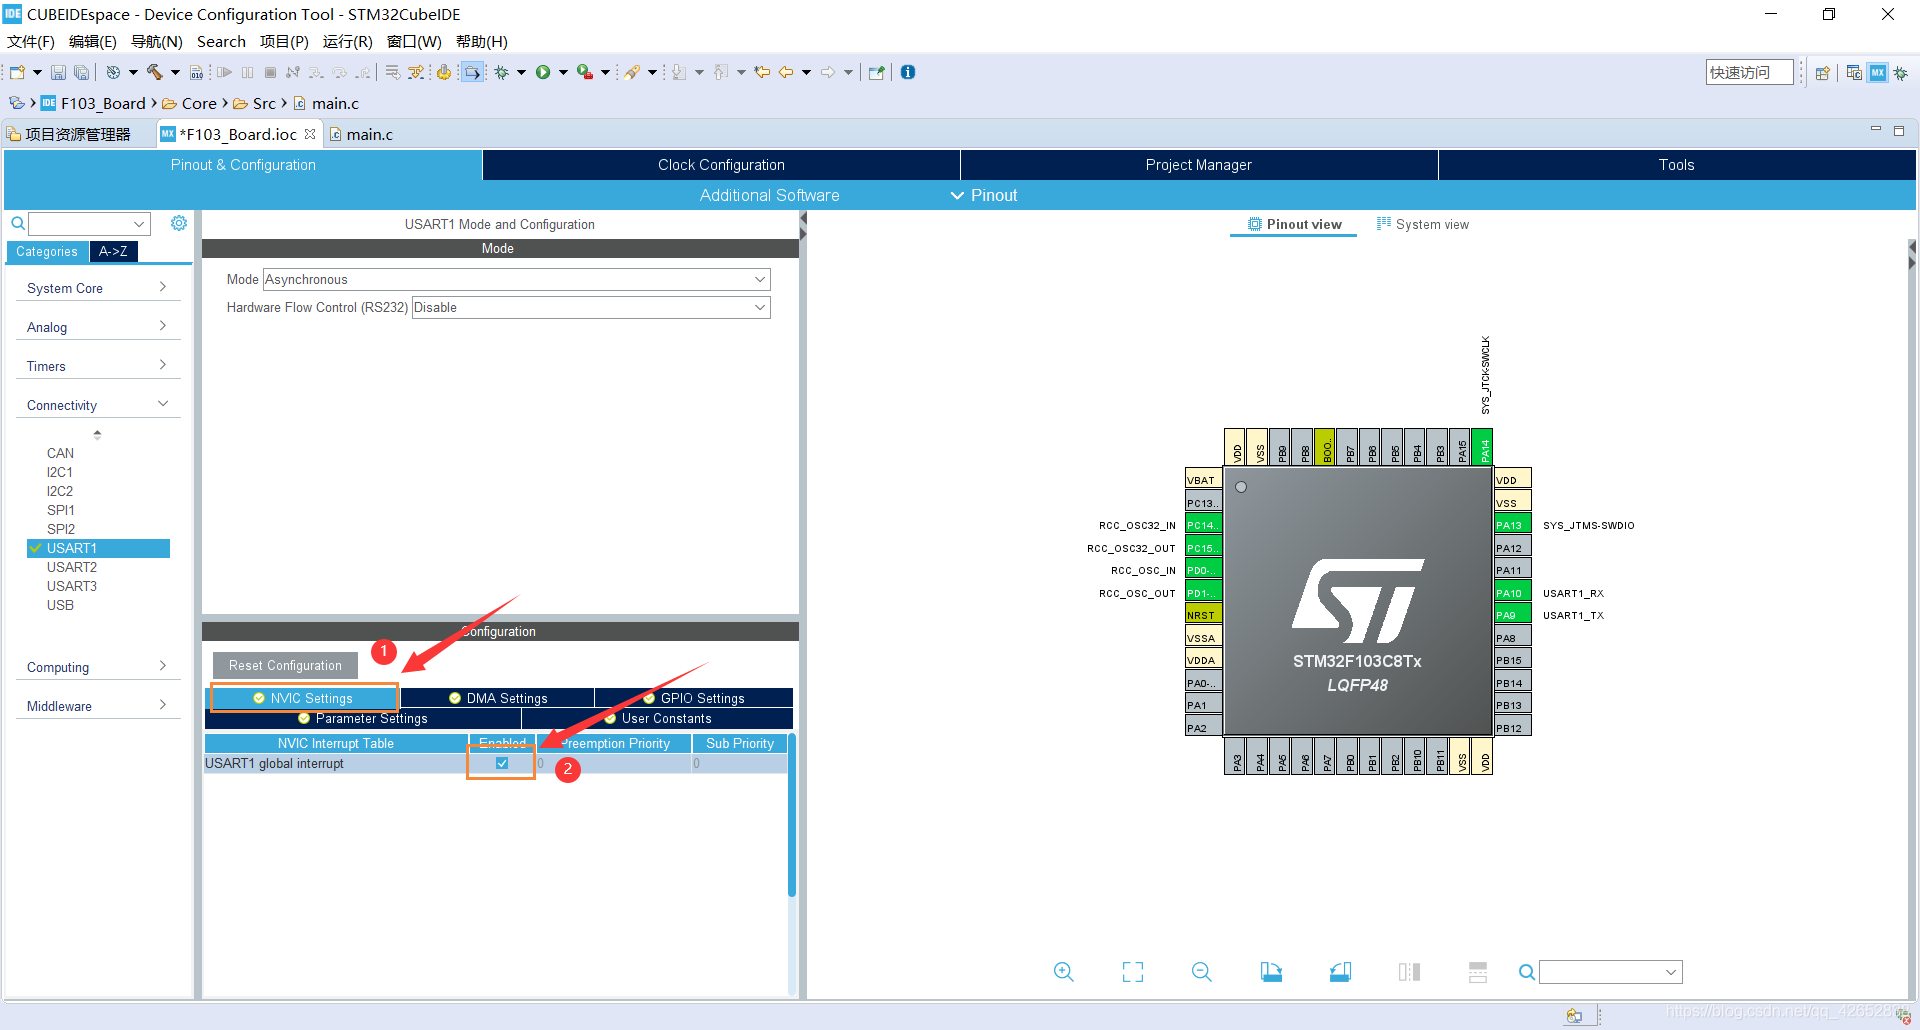 CUBEIDEspace - Device Configuration Tool - STM32CubeIDE
文件(F) 编辑(E) 导航(N) Search 项目(P) 运行(R) 窗口(W) 帮助(H)
快速访问
F103_Board Core Src main.c
项目资源管理器 *F103_Board.ioc main.c
Pinout & Configuration Clock Configuration Project Manager Tools
Additional Software Pinout
USART1 Mode and Configuration
Pinout view System view
Categories A->Z
Mode
System Core
Analog
Timers
Connectivity
CAN
I2C1
I2C2
SPI1
SPI2
USART1
USART2
USART3
USB
Computing
Middleware
Mode Asynchronous
Hardware Flow Control (RS232) Disable
Configuration
1
Reset Configuration
NVIC Settings DMA Settings GPIO Settings
Parameter Settings User Constants
NVIC Interrupt Table Enabled Preemption Priority Sub Priority
USART1 global interrupt 0 0
2
SYS_JTCK-SWCLK
VDD VSS PB9 PB8 BOO.. PB7 PB6 PB5 PB4 PB3 PA15 PA14
VBAT VDD
PC13.. VSS
RCC_OSC32_IN PC14.. PA13 SYS_JTMS-SWDIO
RCC_OSC32_OUT PC15.. PA12
RCC_OSC_IN PD0-.. PA11
RCC_OSC_OUT PD1-.. PA10 USART1_RX
NRST PA9 USART1_TX
VSSA PA8
VDDA PB15
PA0-.. PB14
PA1 PB13
PA2 PB12
ST
STM32F103C8Tx
LQFP48
PA3 PA4 PA5 PA6 PA7 PB0 PB1 PB2 PB10 PB11 VSS VDD